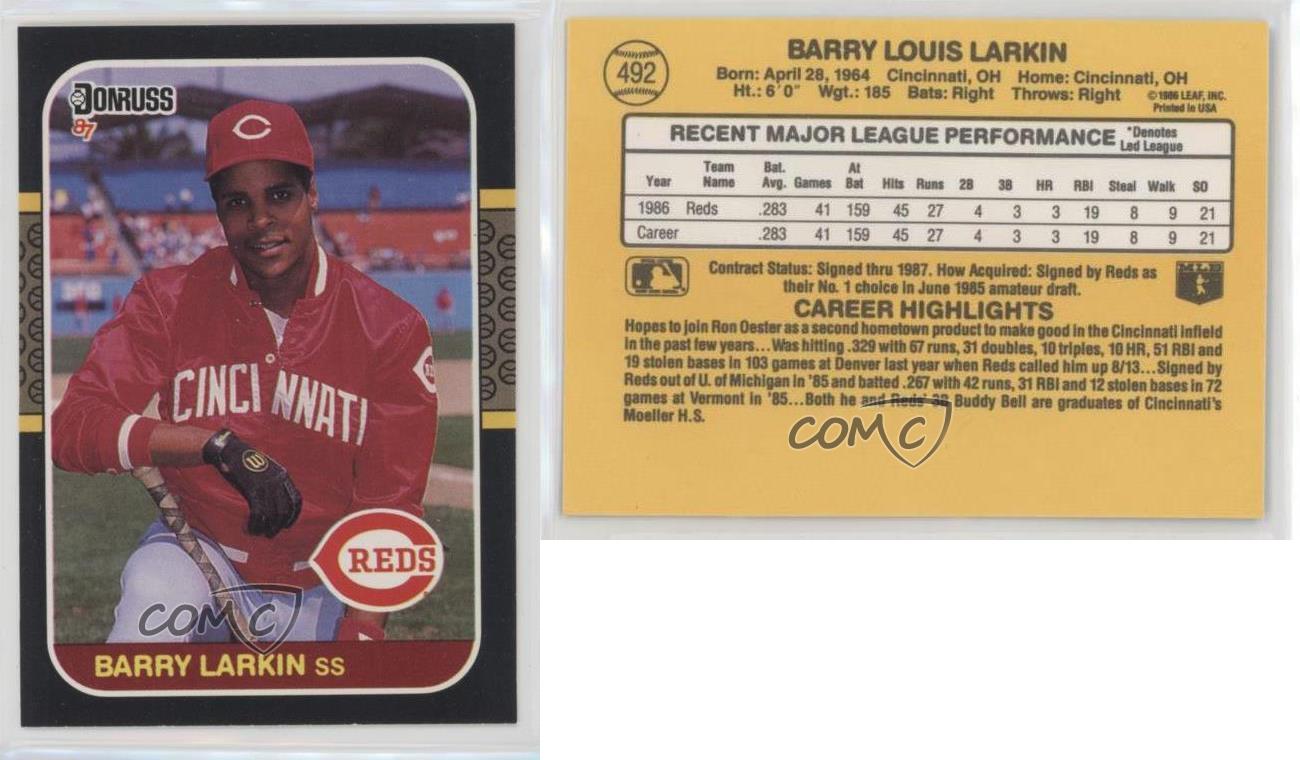 DONRUSS
87
C
CINCINNATI
W
REDS
COMC
BARRY LARKIN SS
492
BARRY LOUIS LARKIN
Born: April 28, 1964 Cincinnati, OH Home: Cincinnati, OH
Ht.: 6'0" Wgt.: 185 Bats: Right Throws: Right
©1986 LEAF, INC.
Printed in USA
RECENT MAJOR LEAGUE PERFORMANCE *Denotes Led League
Year Team Name Bat. Avg. Games At Bat Hits Runs 2B 3B HR RBI Steal Walk SO
1986 Reds .283 41 159 45 27 4 3 3 19 8 9 21
Career .283 41 159 45 27 4 3 3 19 8 9 21
Contract Status: Signed thru 1987. How Acquired: Signed by Reds as
their No. 1 choice in June 1985 amateur draft.
MLB
CAREER HIGHLIGHTS
Hopes to join Ron Oester as a second hometown product to make good in the Cincinnati infield
in the past few years...Was hitting .329 with 67 runs, 31 doubles, 10 triples, 10 HR, 51 RBI and
19 stolen bases in 103 games at Denver last year when Reds called him up 8/13...Signed by
Reds out of U. of Michigan in '85 and batted .267 with 42 runs, 31 RBI and 12 stolen bases in 72
games at Vermont in '85...Both he and Reds' 3B Buddy Bell are graduates of Cincinnati's
Moeller H.S.
COMC